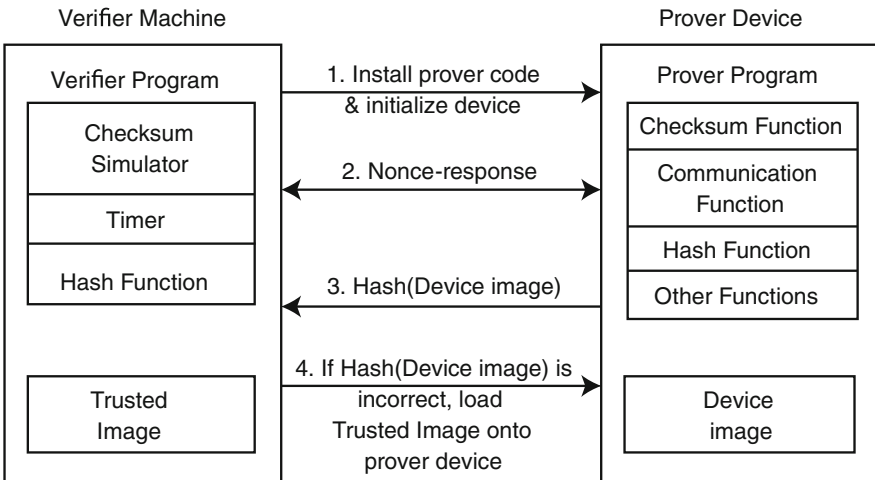 Verifier Machine
Prover Device
Verifier Program
Checksum
Simulator
Timer
Hash Function
Trusted
Image
1. Install prover code
& initialize device
2. Nonce-response
3. Hash(Device image)
4. If Hash(Device image) is
incorrect, load
Trusted Image onto
prover device
Prover Program
Checksum Function
Communication
Function
Hash Function
Other Functions
Device
image